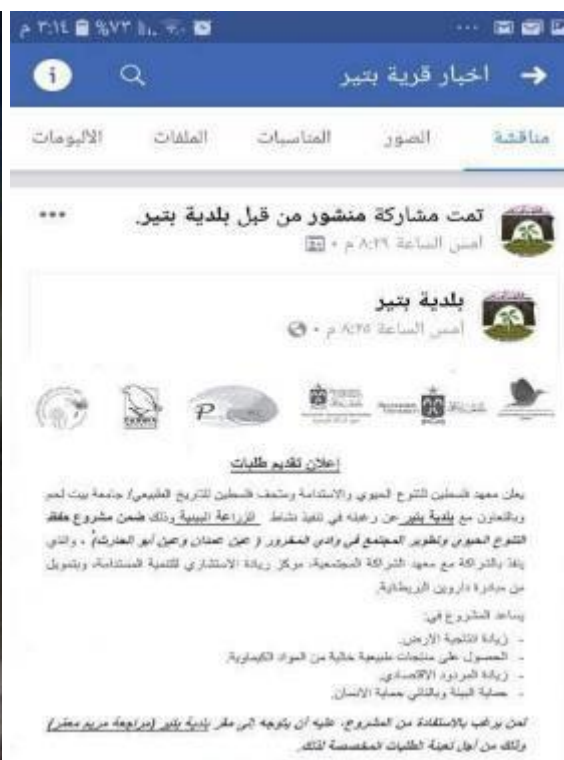 ٣:١٤ م %٧٣
اخبار قرية بتير
مناقشة الصور المناسبات الملفات الألبومات
تمت مشاركة منشور من قبل بلدية بتير.
أمس الساعة ٨:٢٩ م
بلدية بتير
أمس الساعة ٨:٢٥ م
P
إعلان تقديم طلبات
يعلن معهد فلسطين للتنوع الحيوي والاستدامة ومتحف فلسطين للتاريخ الطبيعي/ جامعة بيت لحم
وبالتعاون مع بلدية بتير عن رغبته في تنفيذ نشاط الزراعة البيئية وذلك ضمن مشروع حفظ
التنوع الحيوي وتطوير المجتمع في وادي المخرور ( عين عمدان وعين أبو الحارث)، والذي
ينفذ بالشراكة مع معهد الشراكة المجتمعية، مركز ريادة الاستشاري للتنمية المستدامة، وبتمويل
من مبادرة داروين البريطانية.
يساعد المشروع في:
- زيادة انتاجية الارض.
- الحصول على منتجات طبيعية خالية من المواد الكيماوية.
- زيادة المردود الاقتصادي.
- حماية البيئة وبالتالي حماية الانسان.
لمن يرغب بالاستفادة من المشروع، عليه أن يتوجه إلى مقر بلدية بتير (مراجعة مريم معمر)
وذلك من أجل تعبئة الطلبات المخصصة لذلك.